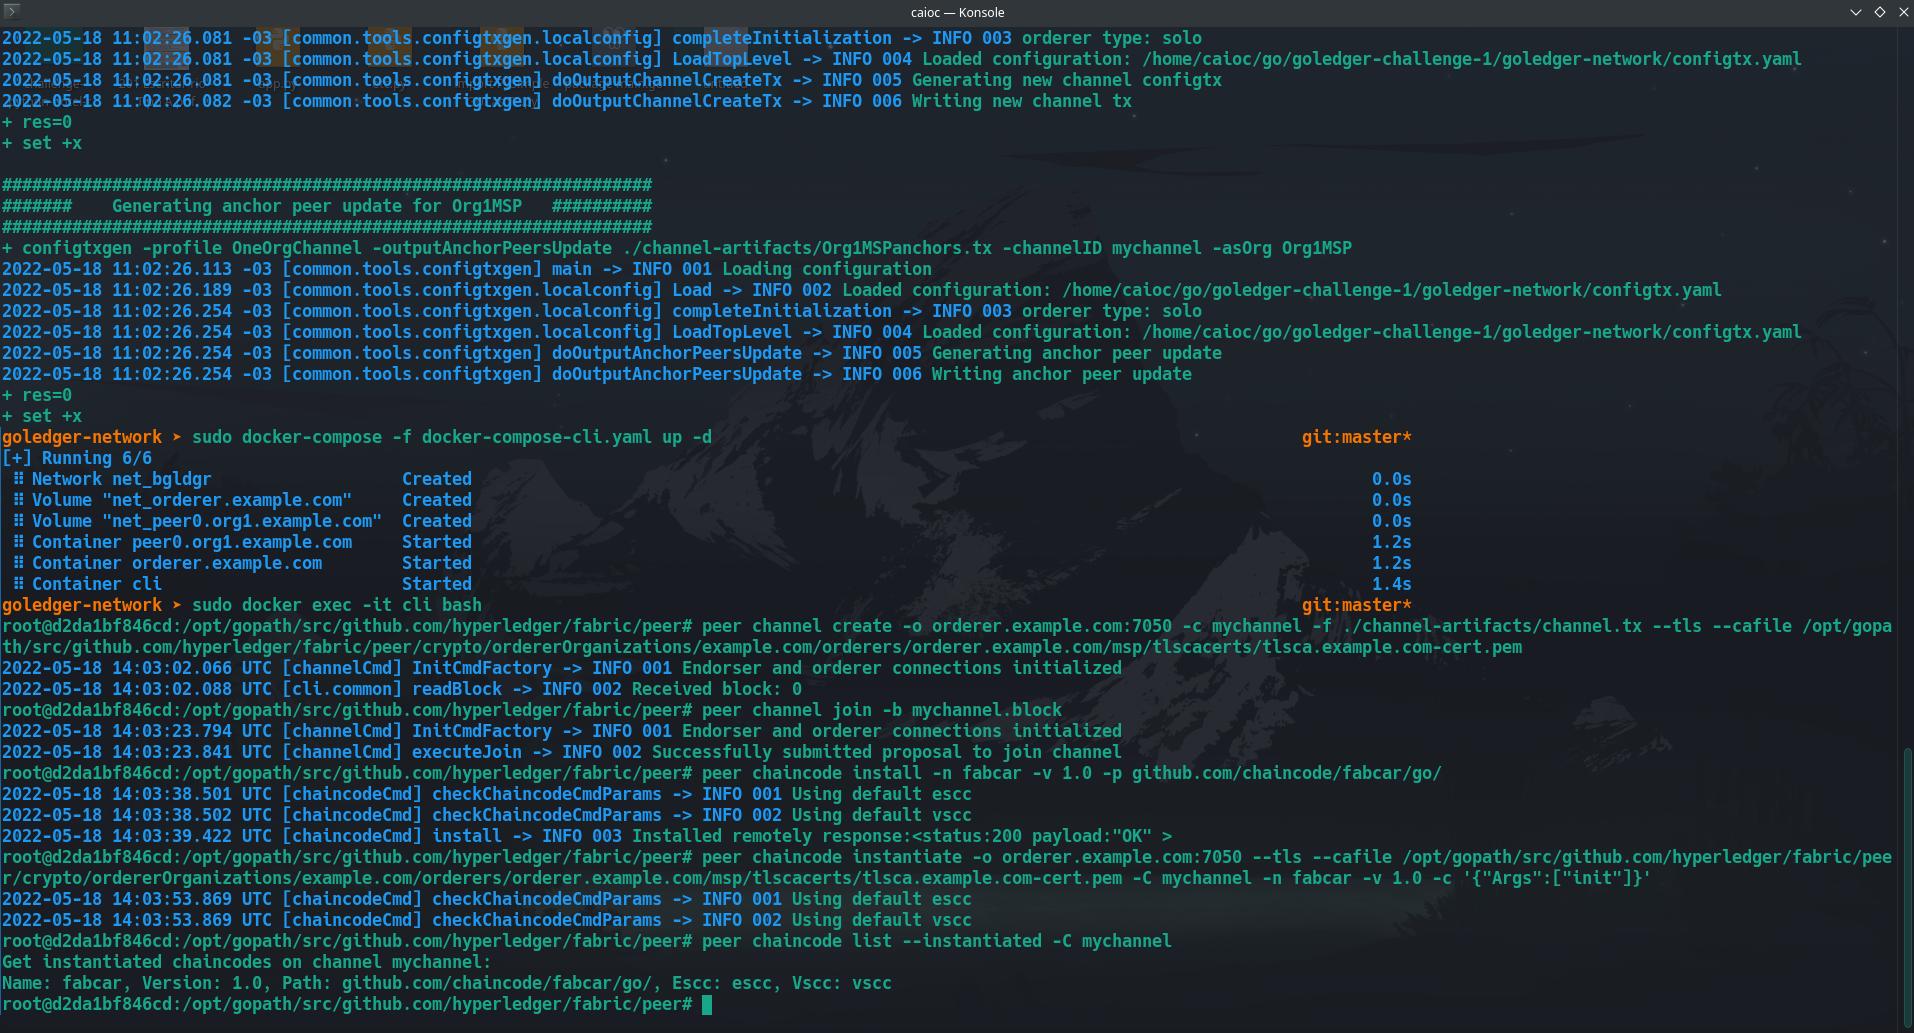 caioc — Konsole
2022-05-18 11:02:26.081 -03 [common.tools.configtxgen.localconfig] completeInitialization -> INFO 003 orderer type: solo
2022-05-18 11:02:26.081 -03 [common.tools.configtxgen.localconfig] LoadTopLevel -> INFO 004 Loaded configuration: /home/caioc/go/goledger-challenge-1/goledger-network/configtx.yaml
2022-05-18 11:02:26.081 -03 [common.tools.configtxgen] doOutputChannelCreateTx -> INFO 005 Generating new channel configtx
2022-05-18 11:02:26.082 -03 [common.tools.configtxgen] doOutputChannelCreateTx -> INFO 006 Writing new channel tx
+ res=0
+ set +x
#################################################################
#######    Generating anchor peer update for Org1MSP   ##########
#################################################################
+ configtxgen -profile OneOrgChannel -outputAnchorPeersUpdate ./channel-artifacts/Org1MSPanchors.tx -channelID mychannel -asOrg Org1MSP
2022-05-18 11:02:26.113 -03 [common.tools.configtxgen] main -> INFO 001 Loading configuration
2022-05-18 11:02:26.189 -03 [common.tools.configtxgen.localconfig] Load -> INFO 002 Loaded configuration: /home/caioc/go/goledger-challenge-1/goledger-network/configtx.yaml
2022-05-18 11:02:26.254 -03 [common.tools.configtxgen.localconfig] completeInitialization -> INFO 003 orderer type: solo
2022-05-18 11:02:26.254 -03 [common.tools.configtxgen.localconfig] LoadTopLevel -> INFO 004 Loaded configuration: /home/caioc/go/goledger-challenge-1/goledger-network/configtx.yaml
2022-05-18 11:02:26.254 -03 [common.tools.configtxgen] doOutputAnchorPeersUpdate -> INFO 005 Generating anchor peer update
2022-05-18 11:02:26.254 -03 [common.tools.configtxgen] doOutputAnchorPeersUpdate -> INFO 006 Writing anchor peer update
+ res=0
+ set +x
goledger-network ➤ sudo docker-compose -f docker-compose-cli.yaml up -d git:master*
[+] Running 6/6
⠿ Network net_bgldgr Created 0.0s
⠿ Volume "net_orderer.example.com" Created 0.0s
⠿ Volume "net_peer0.org1.example.com" Created 0.0s
⠿ Container peer0.org1.example.com Started 1.2s
⠿ Container orderer.example.com Started 1.2s
⠿ Container cli Started 1.4s
goledger-network ➤ sudo docker exec -it cli bash git:master*
root@d2da1bf846cd:/opt/gopath/src/github.com/hyperledger/fabric/peer# peer channel create -o orderer.example.com:7050 -c mychannel -f ./channel-artifacts/channel.tx --tls --cafile /opt/gopa
th/src/github.com/hyperledger/fabric/peer/crypto/ordererOrganizations/example.com/orderers/orderer.example.com/msp/tlscacerts/tlsca.example.com-cert.pem
2022-05-18 14:03:02.066 UTC [channelCmd] InitCmdFactory -> INFO 001 Endorser and orderer connections initialized
2022-05-18 14:03:02.088 UTC [cli.common] readBlock -> INFO 002 Received block: 0
root@d2da1bf846cd:/opt/gopath/src/github.com/hyperledger/fabric/peer# peer channel join -b mychannel.block
2022-05-18 14:03:23.794 UTC [channelCmd] InitCmdFactory -> INFO 001 Endorser and orderer connections initialized
2022-05-18 14:03:23.841 UTC [channelCmd] executeJoin -> INFO 002 Successfully submitted proposal to join channel
root@d2da1bf846cd:/opt/gopath/src/github.com/hyperledger/fabric/peer# peer chaincode install -n fabcar -v 1.0 -p github.com/chaincode/fabcar/go/
2022-05-18 14:03:38.501 UTC [chaincodeCmd] checkChaincodeCmdParams -> INFO 001 Using default escc
2022-05-18 14:03:38.502 UTC [chaincodeCmd] checkChaincodeCmdParams -> INFO 002 Using default vscc
2022-05-18 14:03:39.422 UTC [chaincodeCmd] install -> INFO 003 Installed remotely response:<status:200 payload:"OK" >
root@d2da1bf846cd:/opt/gopath/src/github.com/hyperledger/fabric/peer# peer chaincode instantiate -o orderer.example.com:7050 --tls --cafile /opt/gopath/src/github.com/hyperledger/fabric/pee
r/crypto/ordererOrganizations/example.com/orderers/orderer.example.com/msp/tlscacerts/tlsca.example.com-cert.pem -C mychannel -n fabcar -v 1.0 -c '{"Args":["init"]}'
2022-05-18 14:03:53.869 UTC [chaincodeCmd] checkChaincodeCmdParams -> INFO 001 Using default escc
2022-05-18 14:03:53.869 UTC [chaincodeCmd] checkChaincodeCmdParams -> INFO 002 Using default vscc
root@d2da1bf846cd:/opt/gopath/src/github.com/hyperledger/fabric/peer# peer chaincode list --instantiated -C mychannel
Get instantiated chaincodes on channel mychannel:
Name: fabcar, Version: 1.0, Path: github.com/chaincode/fabcar/go/, Escc: escc, Vscc: vscc
root@d2da1bf846cd:/opt/gopath/src/github.com/hyperledger/fabric/peer#